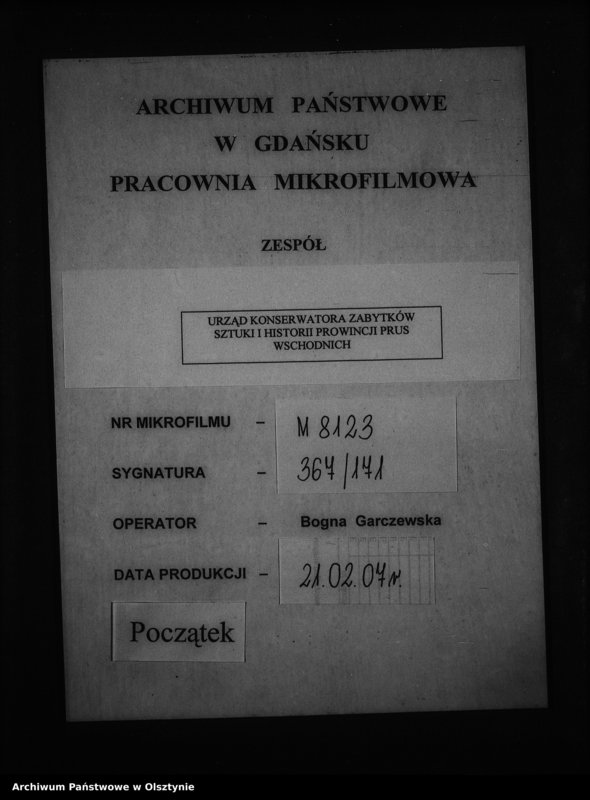 ARCHIWUM PAŃSTWOWE
W GDAŃSKU
PRACOWNIA MIKROFILMOWA
ZESPÓŁ
URZĄD KONSERWATORA ZABYTKÓW
SZTUKI I HISTORII PROWINCJI PRUS
WSCHODNICH
NR MIKROFILMU – M 8123
SYGNATURA – 367/171
OPERATOR – Bogna Garczewska
DATA PRODUKCJI – 21.02.07r.
Początek
Archiwum Państwowe w Olsztynie